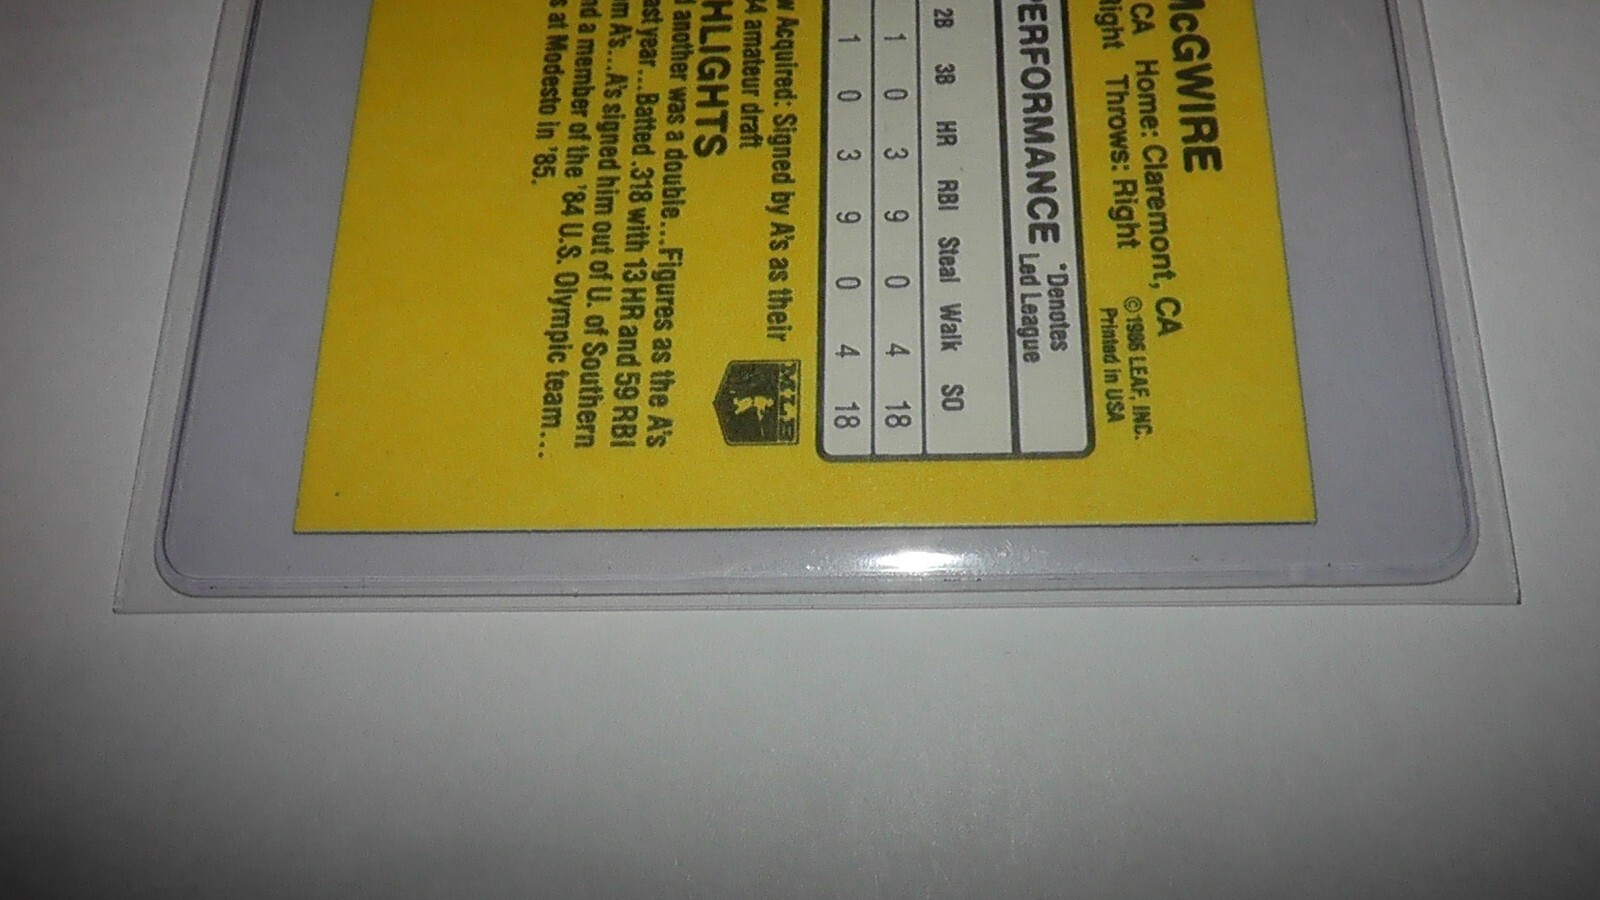 McGWIRE
CA Home: Claremont, CA
Right Throws: Right
© 1986 LEAF, INC.
Printed in USA
PERFORMANCE
*Denotes
Led League
2B 3B HR RBI Steal Walk SO
1 0 3 9 0 4 18
1 0 3 9 0 4 18
Acquired: Signed by A's as their
amateur draft
HLIGHTS
another was a double...Figures as the A's
year...Batted .318 with 13 HR and 59 RBI
A's...A's signed him out of U. of Southern
a member of the '84 U.S. Olympic team...
at Modesto in '85.